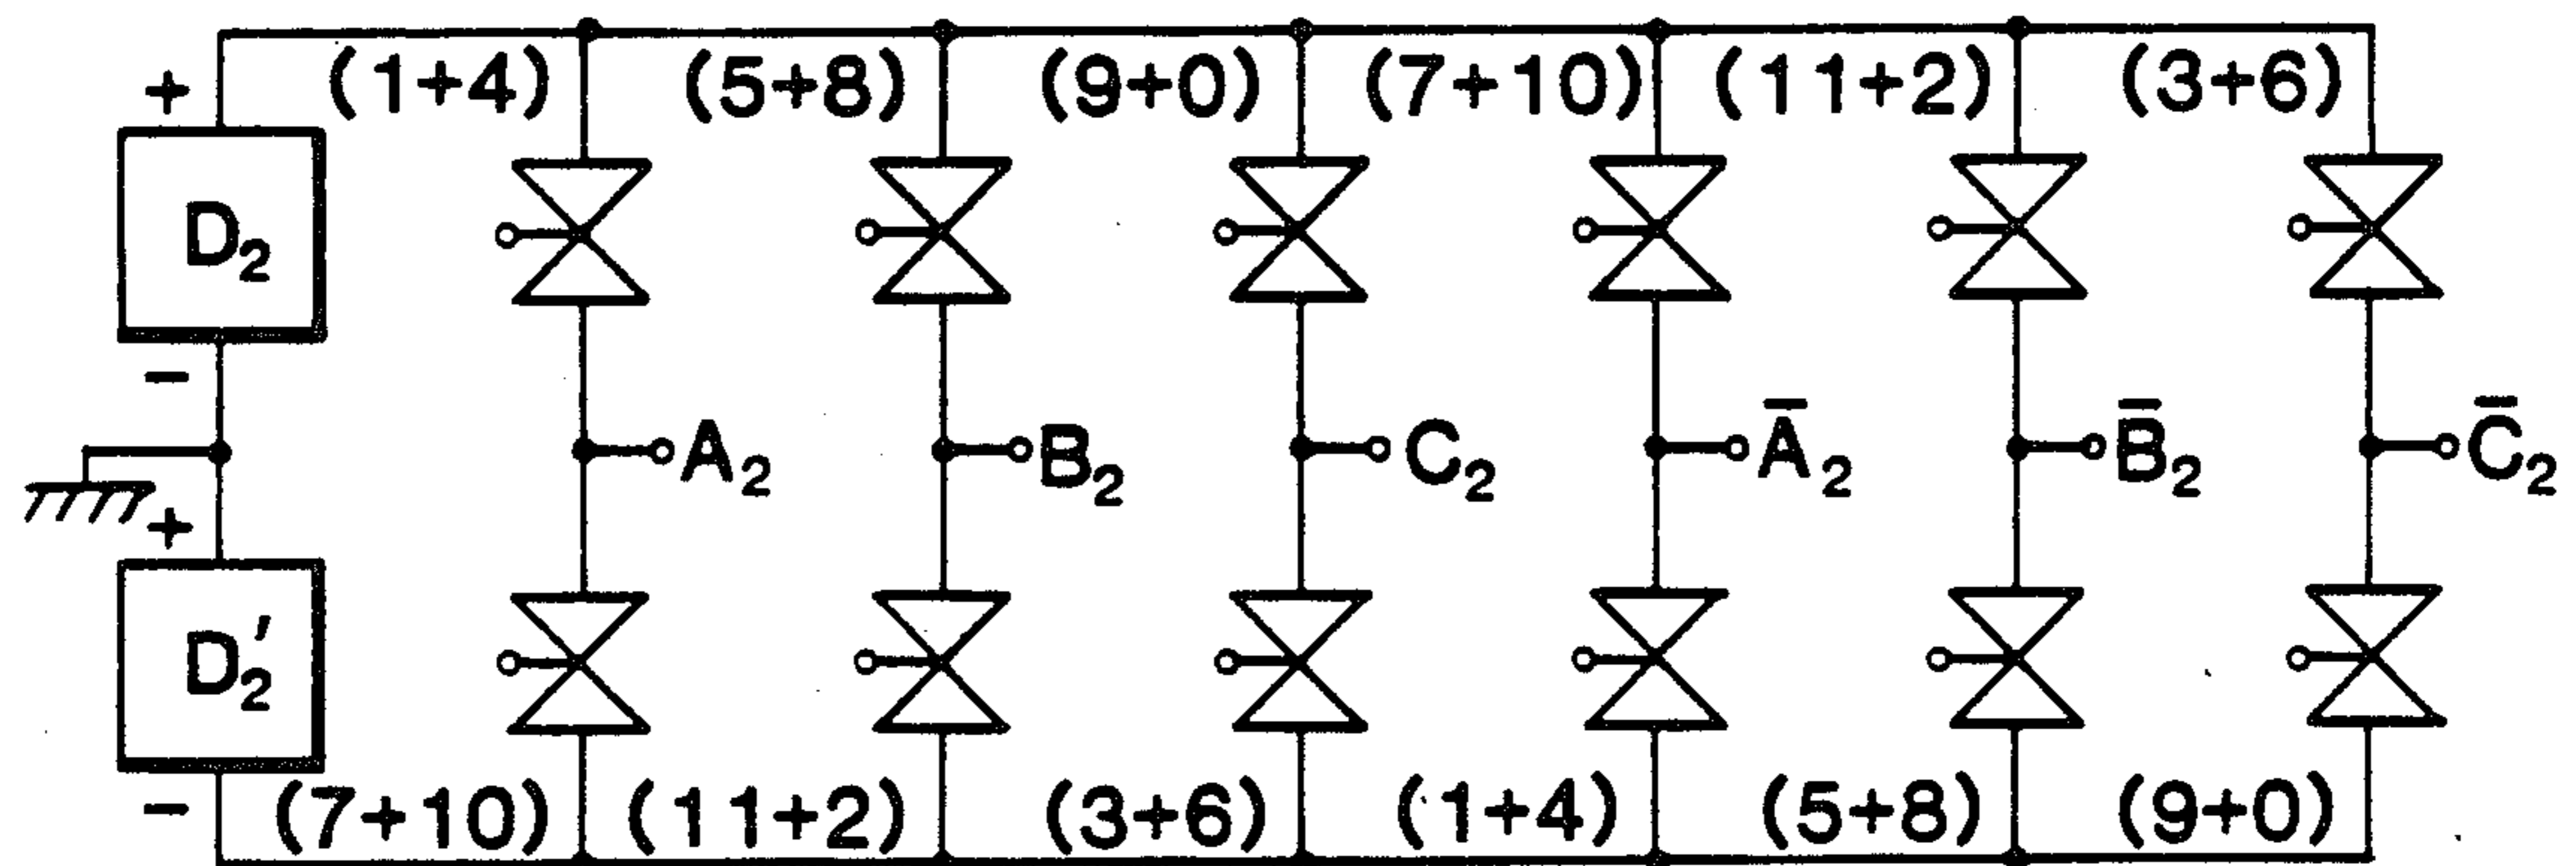 (1+4) (5+8) (9+0) (7+10) (11+2) (3+6)
+
D₂
−
A₂ B₂ C₂ A̅₂ B̅₂ C̅₂
+
D₂′
−
(7+10) (11+2) (3+6) (1+4) (5+8) (9+0)